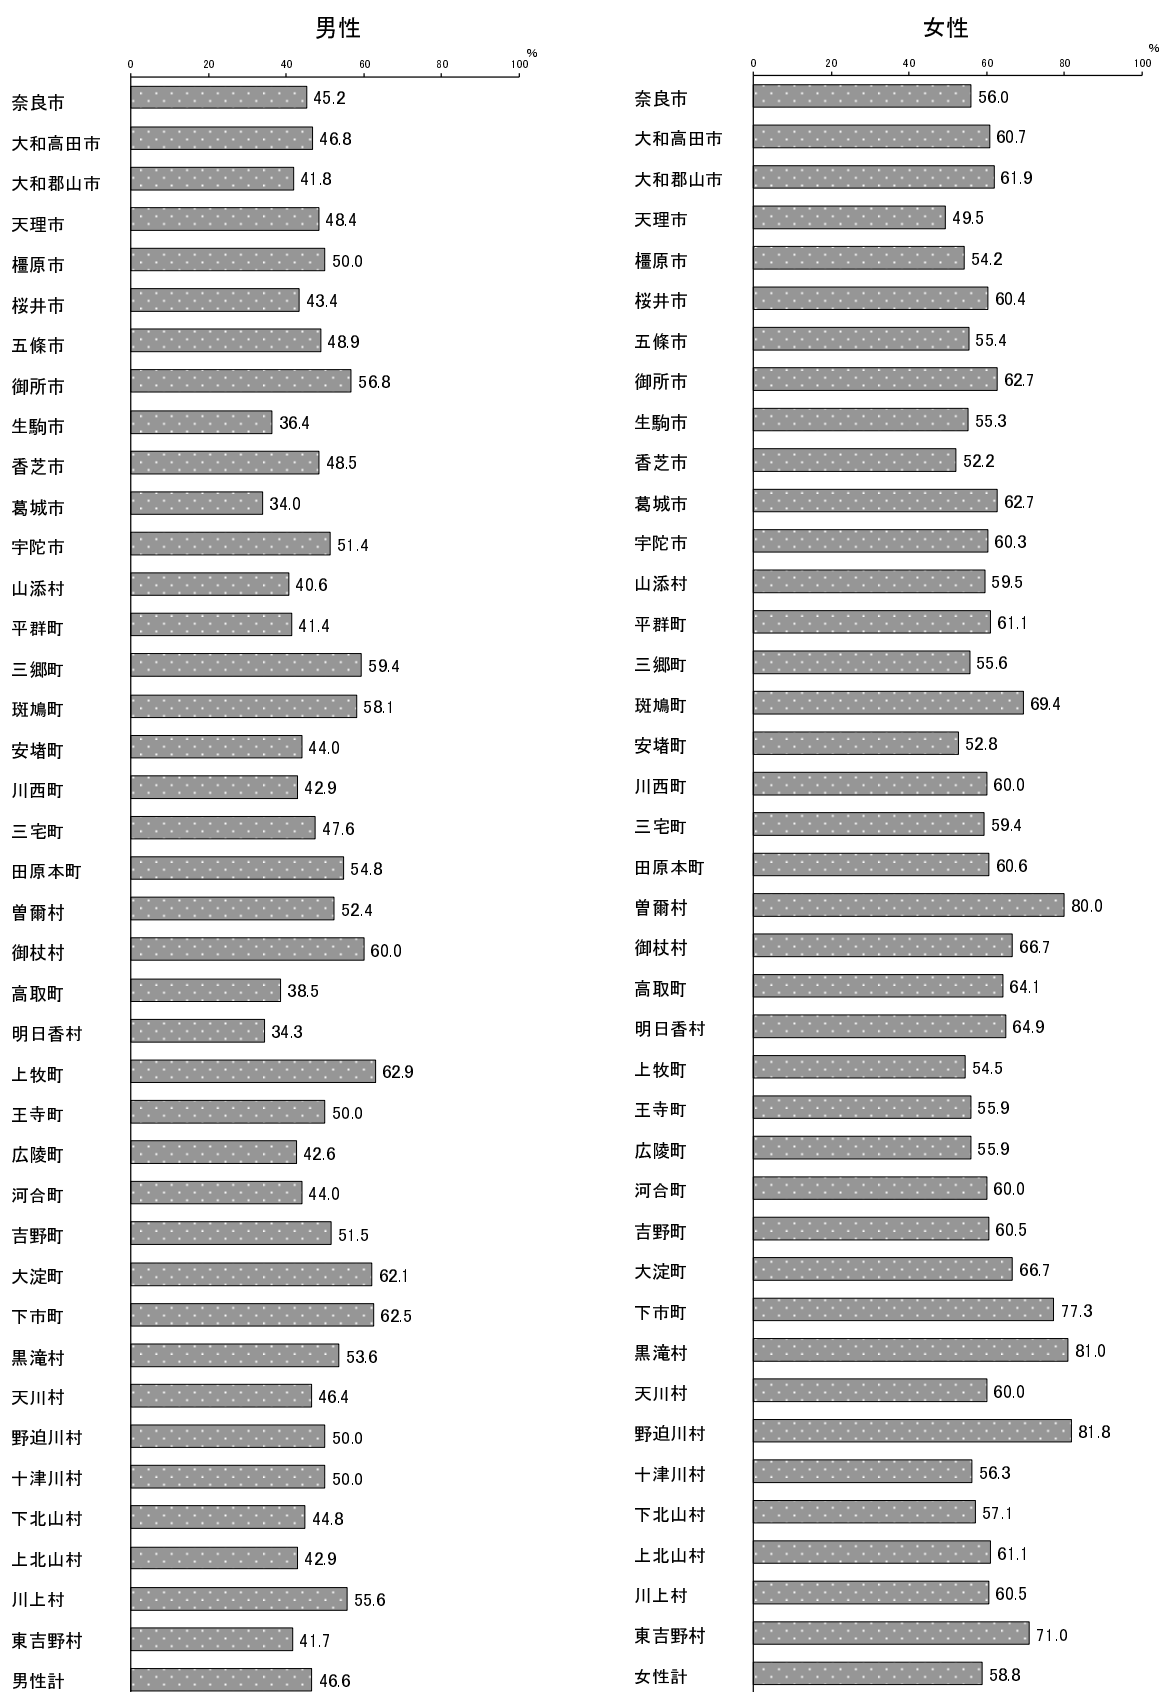 男性
%
0 20 40 60 80 100
奈良市 45.2
大和高田市 46.8
大和郡山市 41.8
天理市 48.4
橿原市 50.0
桜井市 43.4
五條市 48.9
御所市 56.8
生駒市 36.4
香芝市 48.5
葛城市 34.0
宇陀市 51.4
山添村 40.6
平群町 41.4
三郷町 59.4
斑鳩町 58.1
安堵町 44.0
川西町 42.9
三宅町 47.6
田原本町 54.8
曽爾村 52.4
御杖村 60.0
高取町 38.5
明日香村 34.3
上牧町 62.9
王寺町 50.0
広陵町 42.6
河合町 44.0
吉野町 51.5
大淀町 62.1
下市町 62.5
黒滝村 53.6
天川村 46.4
野迫川村 50.0
十津川村 50.0
下北山村 44.8
上北山村 42.9
川上村 55.6
東吉野村 41.7
男性計 46.6
女性
%
0 20 40 60 80 100
奈良市 56.0
大和高田市 60.7
大和郡山市 61.9
天理市 49.5
橿原市 54.2
桜井市 60.4
五條市 55.4
御所市 62.7
生駒市 55.3
香芝市 52.2
葛城市 62.7
宇陀市 60.3
山添村 59.5
平群町 61.1
三郷町 55.6
斑鳩町 69.4
安堵町 52.8
川西町 60.0
三宅町 59.4
田原本町 60.6
曽爾村 80.0
御杖村 66.7
高取町 64.1
明日香村 64.9
上牧町 54.5
王寺町 55.9
広陵町 55.9
河合町 60.0
吉野町 60.5
大淀町 66.7
下市町 77.3
黒滝村 81.0
天川村 60.0
野迫川村 81.8
十津川村 56.3
下北山村 57.1
上北山村 61.1
川上村 60.5
東吉野村 71.0
女性計 58.8